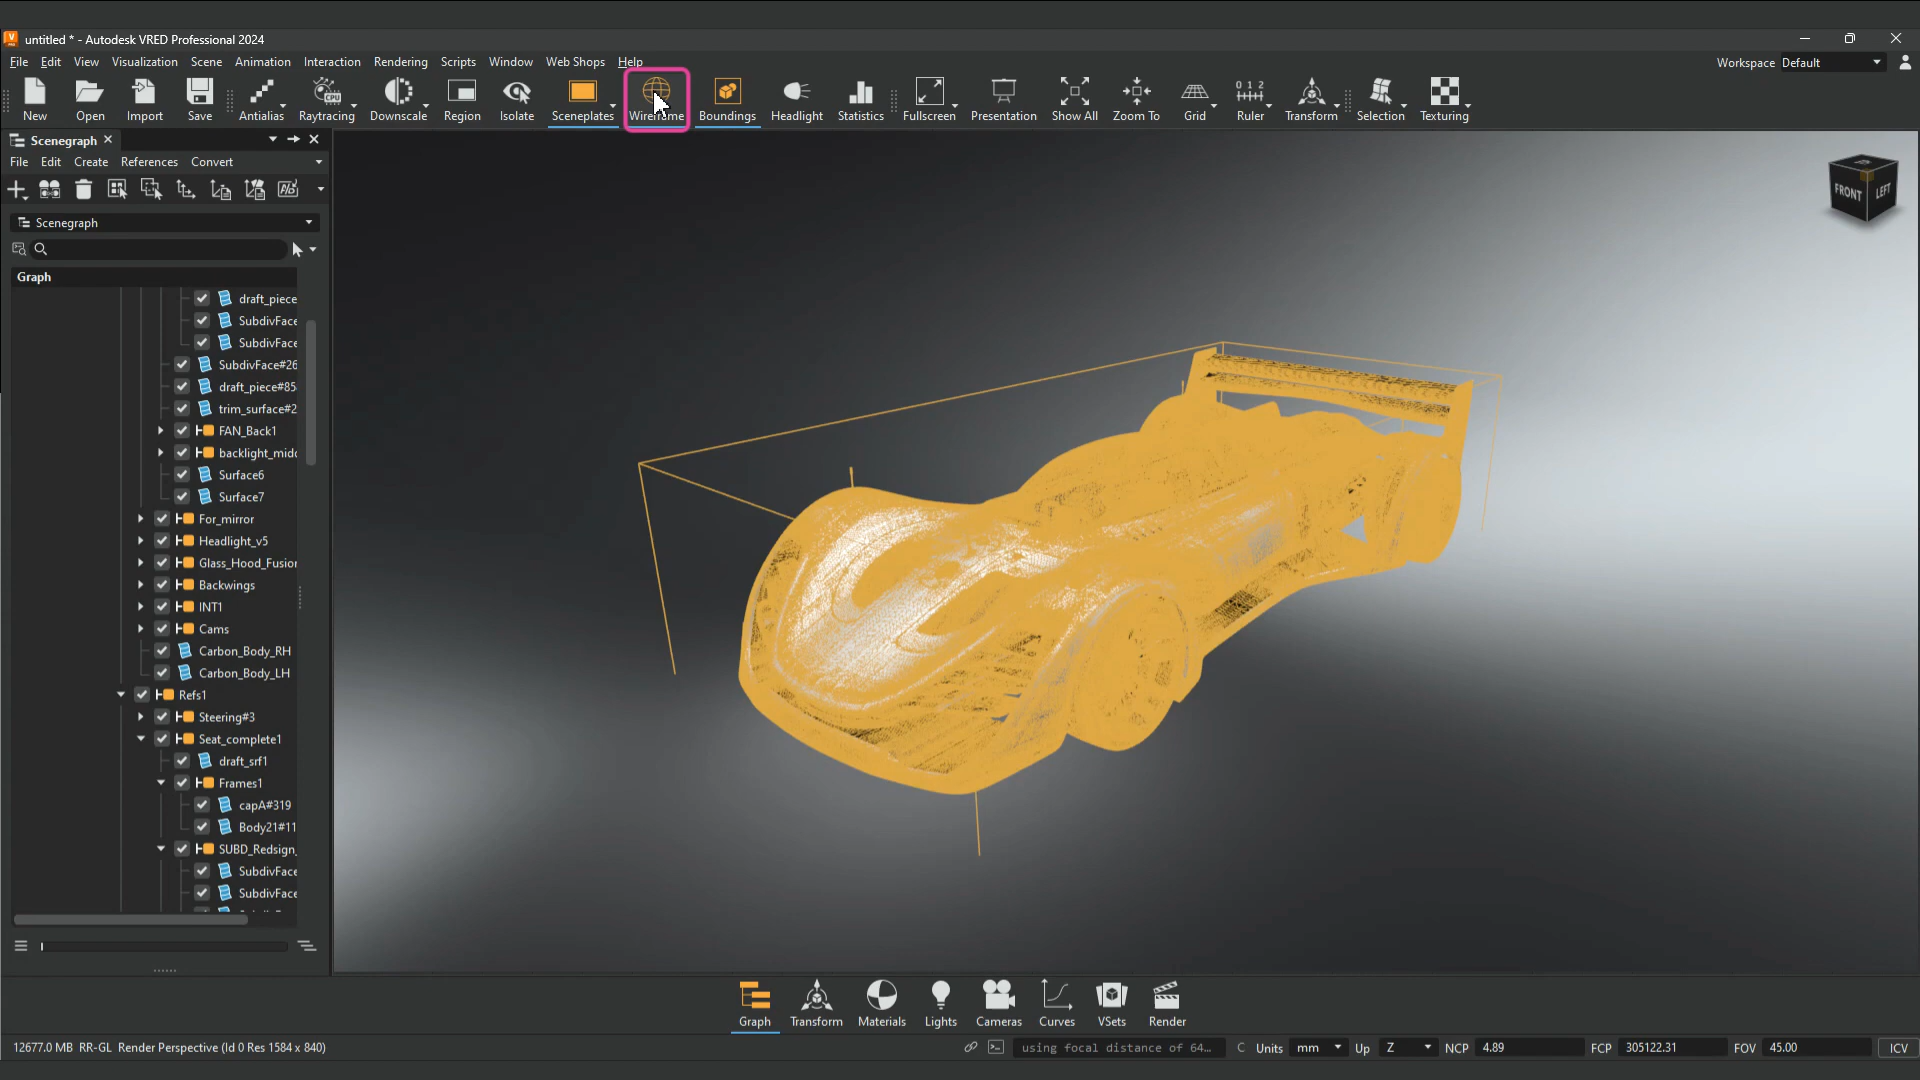 untitled * - Autodesk VRED Professional 2024
File Edit View Visualization Scene Animation Interaction Rendering Scripts Window Web Shops Help
Workspace Default
New Open Import Save Antialias Raytracing Downscale Region Isolate Sceneplates Wireframe Boundings Headlight Statistics Fullscreen Presentation Show All Zoom To Grid Ruler Transform Selection Texturing
CPU
0 1 2
Scenegraph
File Edit Create References Convert
Scenegraph
Graph
draft_piece
SubdivFace
SubdivFace
SubdivFace#26
draft_piece#85
trim_surface#2
FAN_Back1
backlight_midd
Surface6
Surface7
For_mirror
Headlight_v5
Glass_Hood_Fusion
Backwings
INT1
Cams
Carbon_Body_RH
Carbon_Body_LH
Refs1
Steering#3
Seat_complete1
draft_srf1
Frames1
capA#319
Body21#11
SUBD_Redsign_
SubdivFace
SubdivFace
FRONT LEFT
Graph Transform Materials Lights Cameras Curves VSets Render
12677.0 MB RR-GL Render Perspective (Id 0 Res 1584 x 840)
using focal distance of 64... C Units mm Up Z NCP 4.89 FCP 305122.31 FOV 45.00 ICV